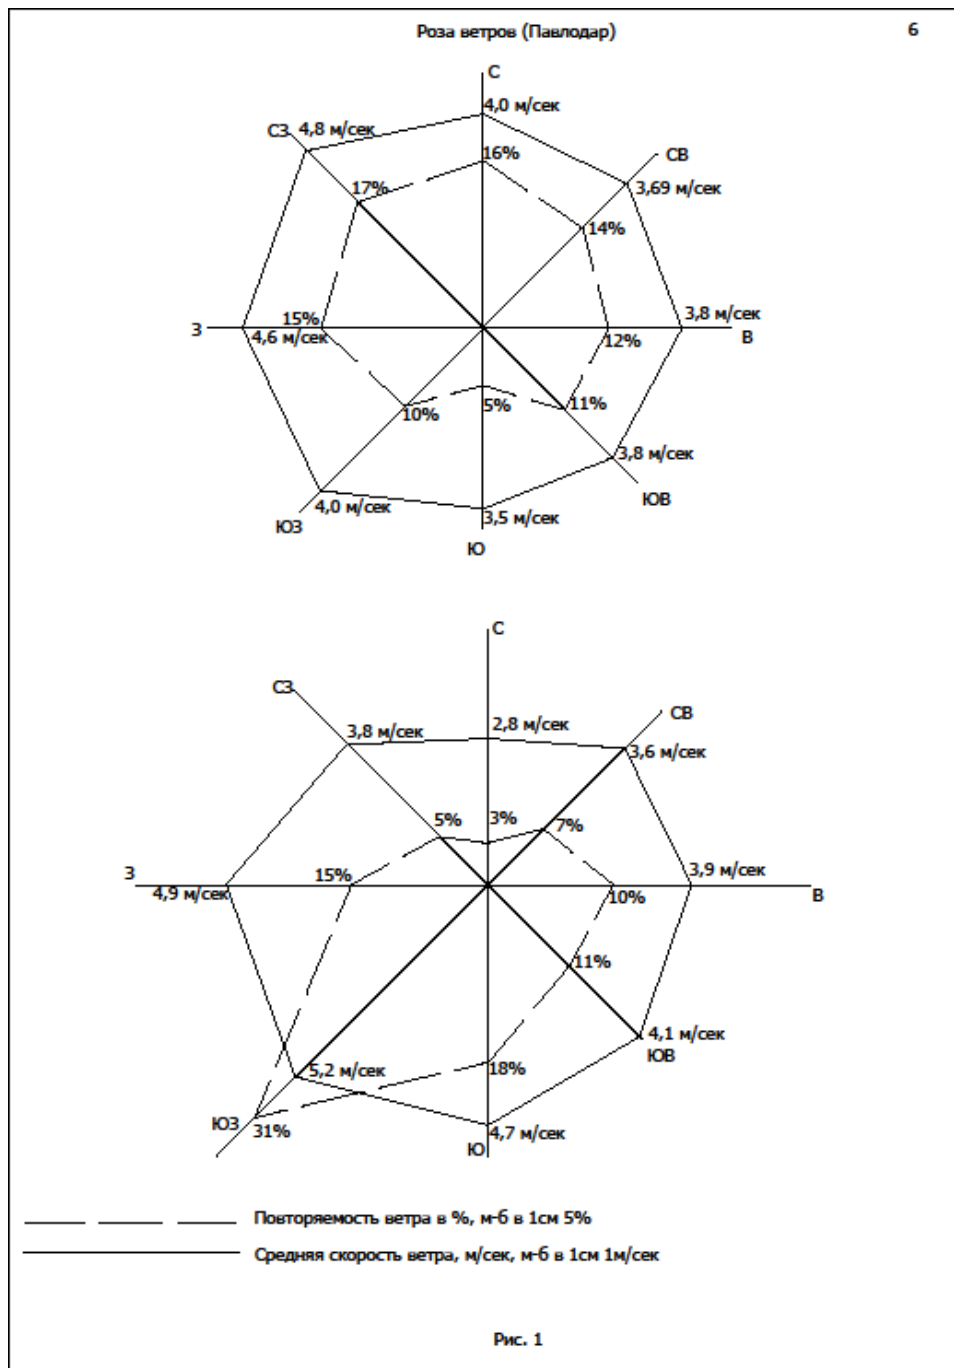 Роза ветров (Павлодар)
6
С
4,0 м/сек
СЗ
4,8 м/сек
СВ
16%
17%
3,69 м/сек
14%
15%
3,8 м/сек
З
4,6 м/сек
12%
В
10%
5%
11%
3,8 м/сек
4,0 м/сек
ЮВ
ЮЗ
3,5 м/сек
Ю
С
СЗ
СВ
3,8 м/сек
2,8 м/сек
3,6 м/сек
5%
3%
7%
З
4,9 м/сек
15%
3,9 м/сек
10%
В
11%
4,1 м/сек
ЮВ
5,2 м/сек
18%
ЮЗ
31%
4,7 м/сек
Ю
Повторяемость ветра в %, м-б в 1см 5%
Средняя скорость ветра, м/сек, м-б в 1см 1м/сек
Рис. 1